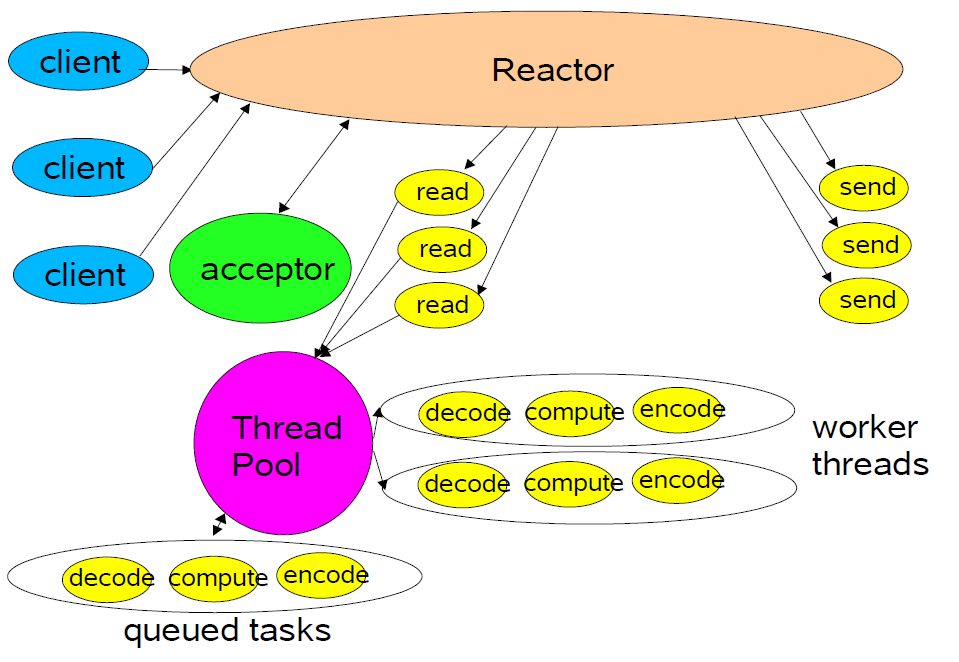 client
Reactor
client
client
acceptor
read
read
read
send
send
send
Thread
Pool
decode compute encode
decode compute encode
worker
threads
decode compute encode
queued tasks